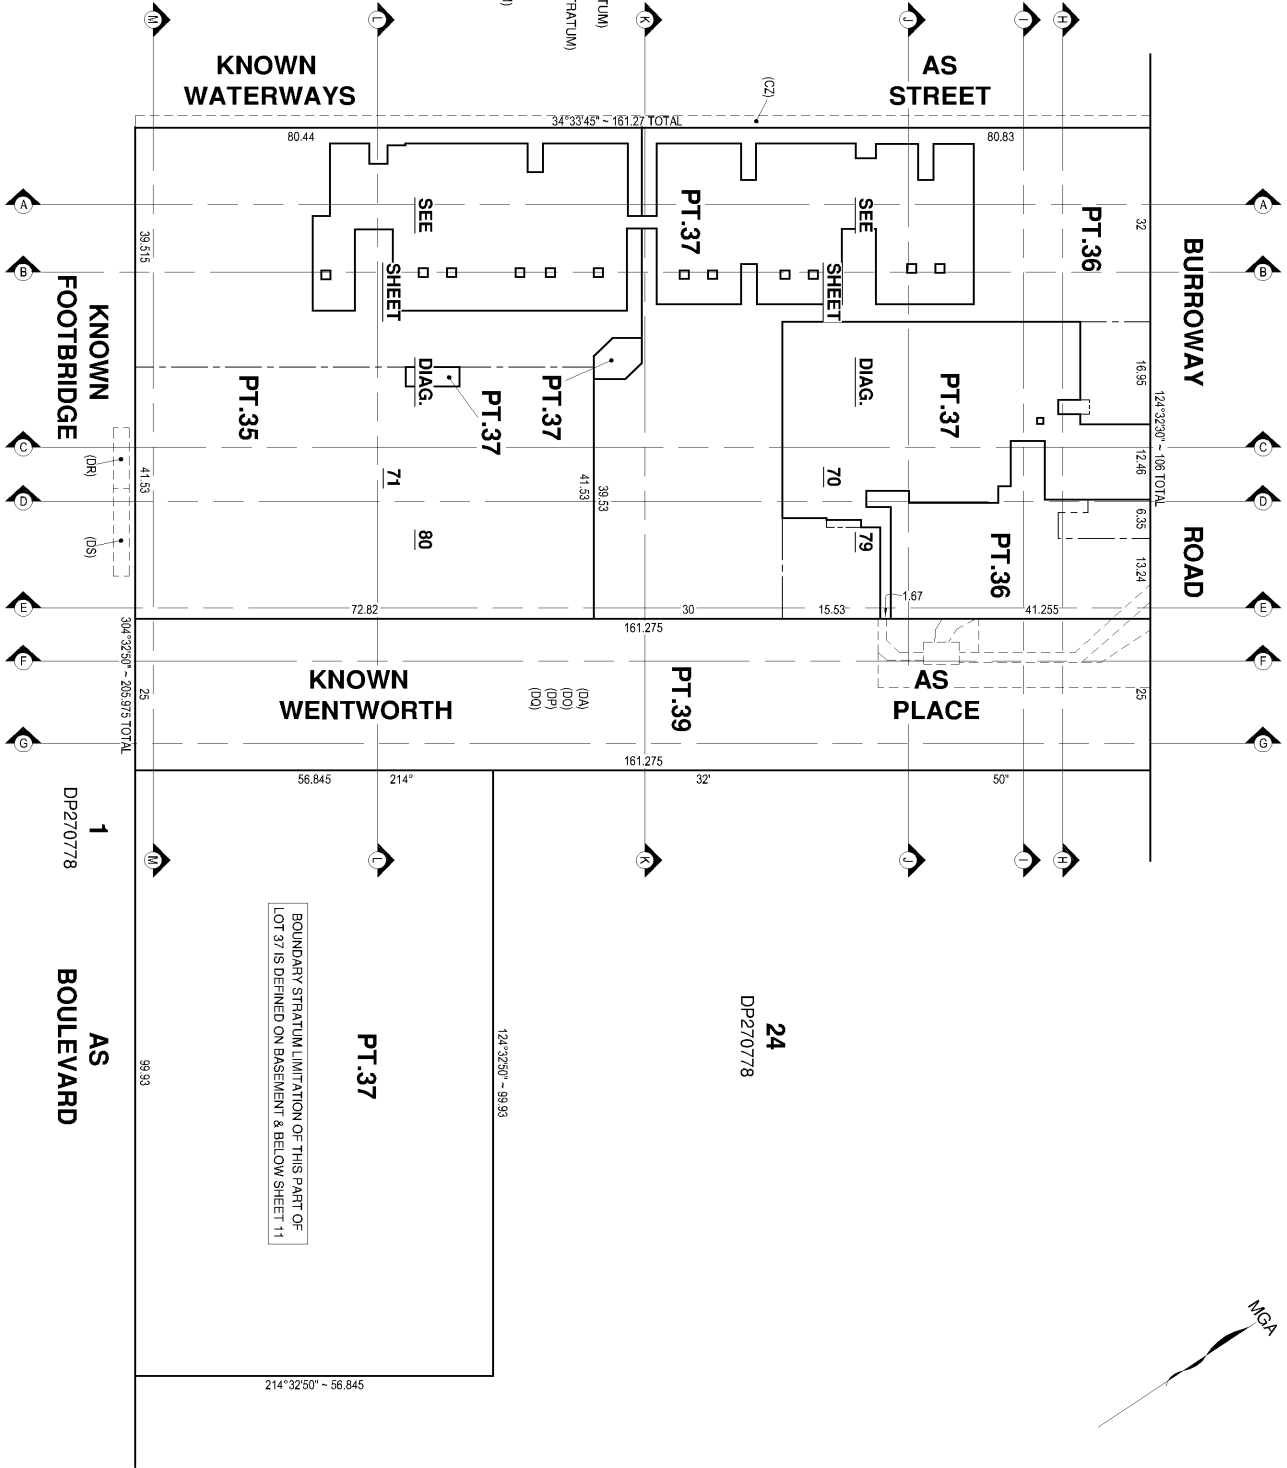 M
L
K
J
I
H
TUM)
TRATUM)
KNOWN
WATERWAYS
AS
STREET
(CZ)
34°33'45" ~ 161.27 TOTAL
80.44
80.83
A
A
SEE
PT.37
SEE
PT.36
32
39.515
B
B
SHEET
SHEET
BURROWAY
KNOWN
FOOTBRIDGE
PT.35
DIAG.
PT.37
PT.37
DIAG.
PT.37
16.95
124°32'30" ~ 106 TOTAL
C
C
(DR)
41.53
71
41.53
39.53
70
12.46
D
D
(DS)
80
79
6.35
PT.36
13.24
ROAD
E
E
72.82
30
15.53
1.67
41.255
161.275
304°32'50" ~ 205.975 TOTAL
F
F
KNOWN
WENTWORTH
(DA)
(DO)
(DP)
(DQ)
PT.39
AS
PLACE
25
25
G
G
161.275
56.845
214°
32'
50"
M
L
K
J
I
H
1
DP270778
BOUNDARY STRATUM LIMITATION OF THIS PART OF
LOT 37 IS DEFINED ON BASEMENT & BELOW SHEET 11
PT.37
24
DP270778
AS
BOULEVARD
99.93
124°32'50" ~ 99.93
214°32'50" ~ 56.845
MGA